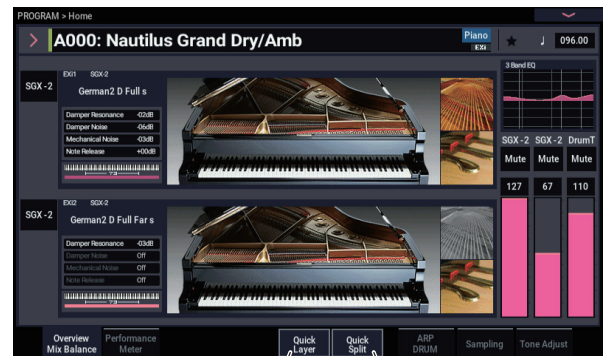 PROGRAM > Home
A000: Nautilus Grand Dry/Amb
Piano
EXi
♩ 096.00
EXi1 SGX-2
SGX-2
German2 D Full s
Damper Resonance -02dB
Damper Noise -06dB
Mechanical Noise -03dB
Note Release +00dB
73
EXi2 SGX-2
SGX-2
German2 D Full Far s
Damper Resonance -03dB
Damper Noise Off
Mechanical Noise Off
Note Release Off
73
3 Band EQ
SGX-2 SGX-2 DrumT
Mute Mute Mute
127 67 110
Overview
Mix Balance
Performance
Meter
Quick
Layer
Quick
Split
ARP
DRUM
Sampling
Tone Adjust